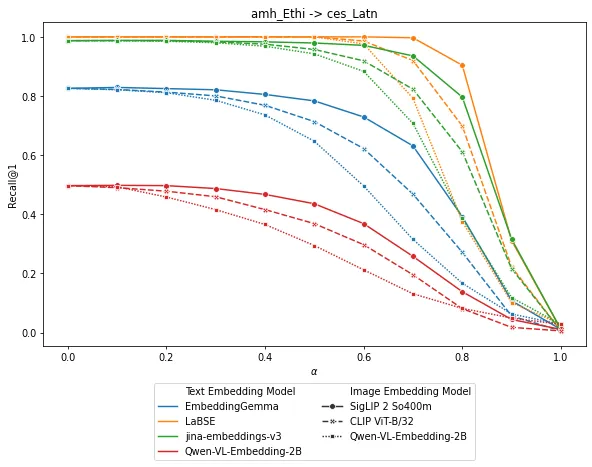 amh_Ethi -> ces_Latn
Recall@1
1.0
0.8
0.6
0.4
0.2
0.0
0.0 0.2 0.4 0.6 0.8 1.0
α
Text Embedding Model
EmbeddingGemma
LaBSE
jina-embeddings-v3
Qwen-VL-Embedding-2B
Image Embedding Model
SigLIP 2 So400m
CLIP ViT-B/32
Qwen-VL-Embedding-2B